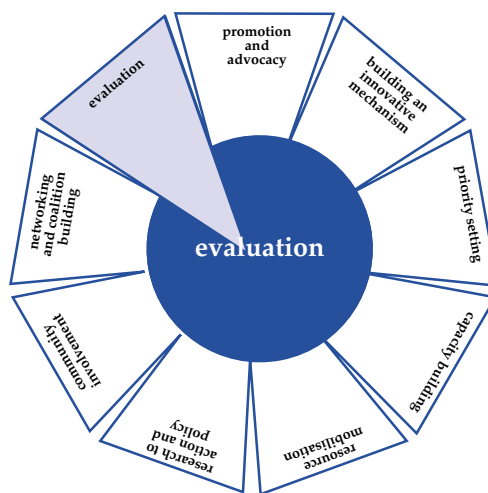 promotion
and
advocacy
building an
innovative
mechanism
priority setting
capacity building
resource
mobilisation
research to
action and
policy
community
involvement
networking
and coalition
building
evaluation
evaluation